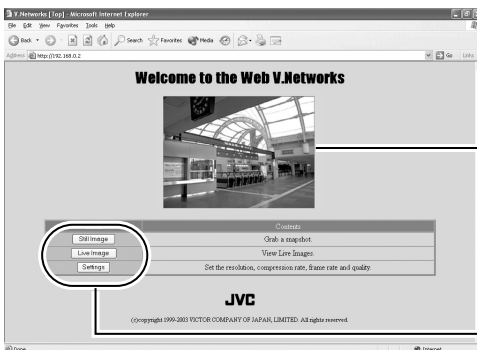 V.Networks [Top] - Microsoft Internet Explorer
File Edit View Favorites Tools Help
Back Search Favorites Media
Address http://192.168.0.2 Go Links
Welcome to the Web V.Networks
Contents
Still Image Grab a snapshot.
Live Image View Live Images.
Settings Set the resolution, compression rate, frame rate and quality.
JVC
(c)copyright 1999-2003 VICTOR COMPANY OF JAPAN, LIMITED. All rights reserved.
Done Internet